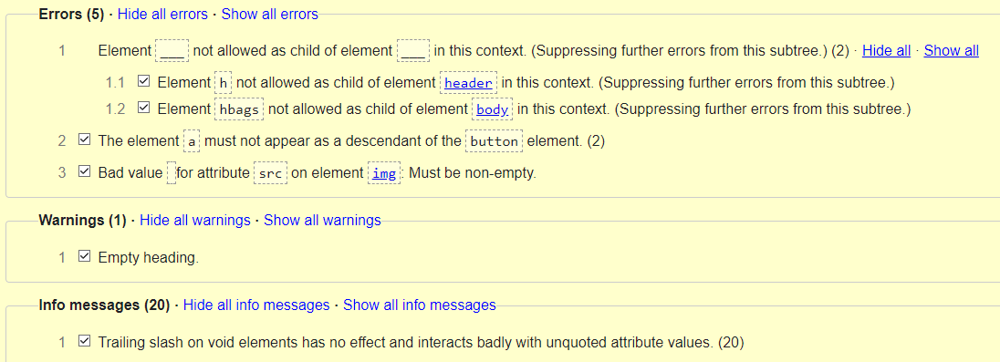 Errors (5) · Hide all errors · Show all errors
1 Element ___ not allowed as child of element ___ in this context. (Suppressing further errors from this subtree.) (2) · Hide all · Show all
1.1 Element h not allowed as child of element header in this context. (Suppressing further errors from this subtree.)
1.2 Element hbags not allowed as child of element body in this context. (Suppressing further errors from this subtree.)
2 The element a must not appear as a descendant of the button element. (2)
3 Bad value for attribute src on element img: Must be non-empty.
Warnings (1) · Hide all warnings · Show all warnings
1 Empty heading.
Info messages (20) · Hide all info messages · Show all info messages
1 Trailing slash on void elements has no effect and interacts badly with unquoted attribute values. (20)